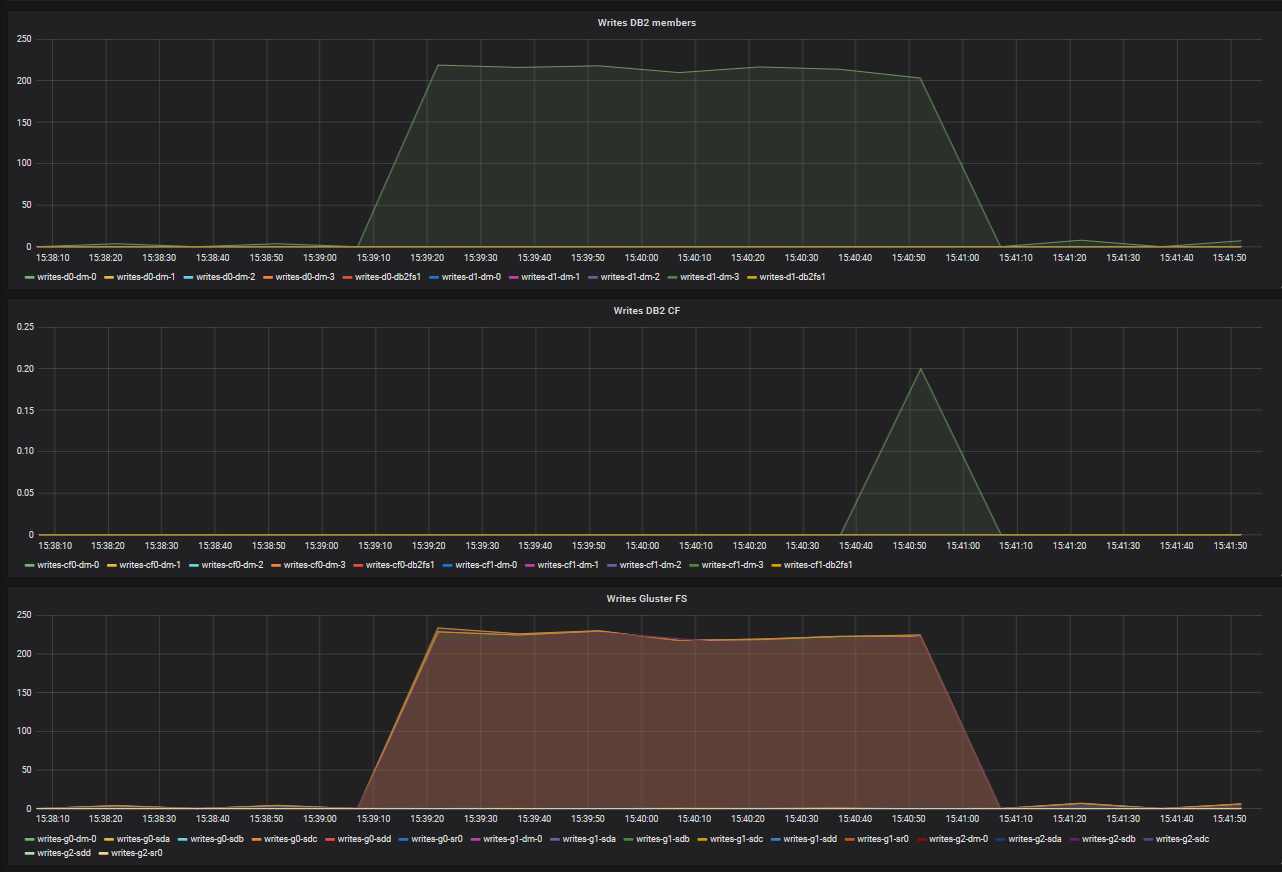 Writes DB2 members
250
200
150
100
50
0
15:38:10 15:38:20 15:38:30 15:38:40 15:38:50 15:39:00 15:39:10 15:39:20 15:39:30 15:39:40 15:39:50 15:40:00 15:40:10 15:40:20 15:40:30 15:40:40 15:40:50 15:41:00 15:41:10 15:41:20 15:41:30 15:41:40 15:41:50
writes-d0-dm-0 writes-d0-dm-1 writes-d0-dm-2 writes-d0-dm-3 writes-d0-db2fs1 writes-d1-dm-0 writes-d1-dm-1 writes-d1-dm-2 writes-d1-dm-3 writes-d1-db2fs1
Writes DB2 CF
0.25
0.20
0.15
0.10
0.05
0
15:38:10 15:38:20 15:38:30 15:38:40 15:38:50 15:39:00 15:39:10 15:39:20 15:39:30 15:39:40 15:39:50 15:40:00 15:40:10 15:40:20 15:40:30 15:40:40 15:40:50 15:41:00 15:41:10 15:41:20 15:41:30 15:41:40 15:41:50
writes-cf0-dm-0 writes-cf0-dm-1 writes-cf0-dm-2 writes-cf0-dm-3 writes-cf0-db2fs1 writes-cf1-dm-0 writes-cf1-dm-1 writes-cf1-dm-2 writes-cf1-dm-3 writes-cf1-db2fs1
Writes Gluster FS
250
200
150
100
50
0
15:38:10 15:38:20 15:38:30 15:38:40 15:38:50 15:39:00 15:39:10 15:39:20 15:39:30 15:39:40 15:39:50 15:40:00 15:40:10 15:40:20 15:40:30 15:40:40 15:40:50 15:41:00 15:41:10 15:41:20 15:41:30 15:41:40 15:41:50
writes-g0-dm-0 writes-g0-sda writes-g0-sdb writes-g0-sdc writes-g0-sdd writes-g0-sr0 writes-g1-dm-0 writes-g1-sda writes-g1-sdb writes-g1-sdc writes-g1-sdd writes-g1-sr0 writes-g2-dm-0 writes-g2-sda writes-g2-sdb writes-g2-sdc
writes-g2-sdd writes-g2-sr0